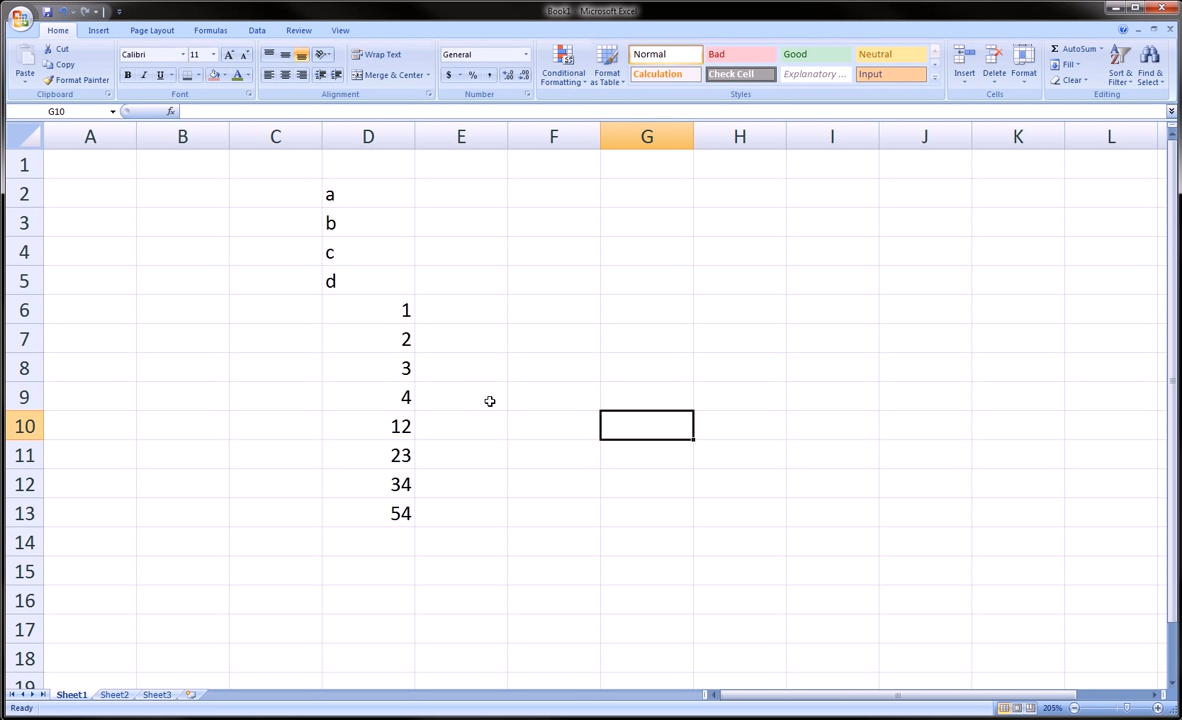 Book1 - Microsoft Excel
Home Insert Page Layout Formulas Data Review View
Paste
Cut
Copy
Format Painter
Clipboard
Calibri 11
Font
Wrap Text
Merge & Center
Alignment
General
$ % ,
Number
Conditional Formatting
Format as Table
Normal Bad Good Neutral
Calculation Check Cell Explanatory ... Input
Styles
Insert Delete Format
Cells
AutoSum
Fill
Clear
Sort & Filter
Find & Select
Editing
G10 fx
A B C D E F G H I J K L
1
2 a
3 b
4 c
5 d
6 1
7 2
8 3
9 4
10 12
11 23
12 34
13 54
14
15
16
17
18
19
Sheet1 Sheet2 Sheet3
Ready 205%